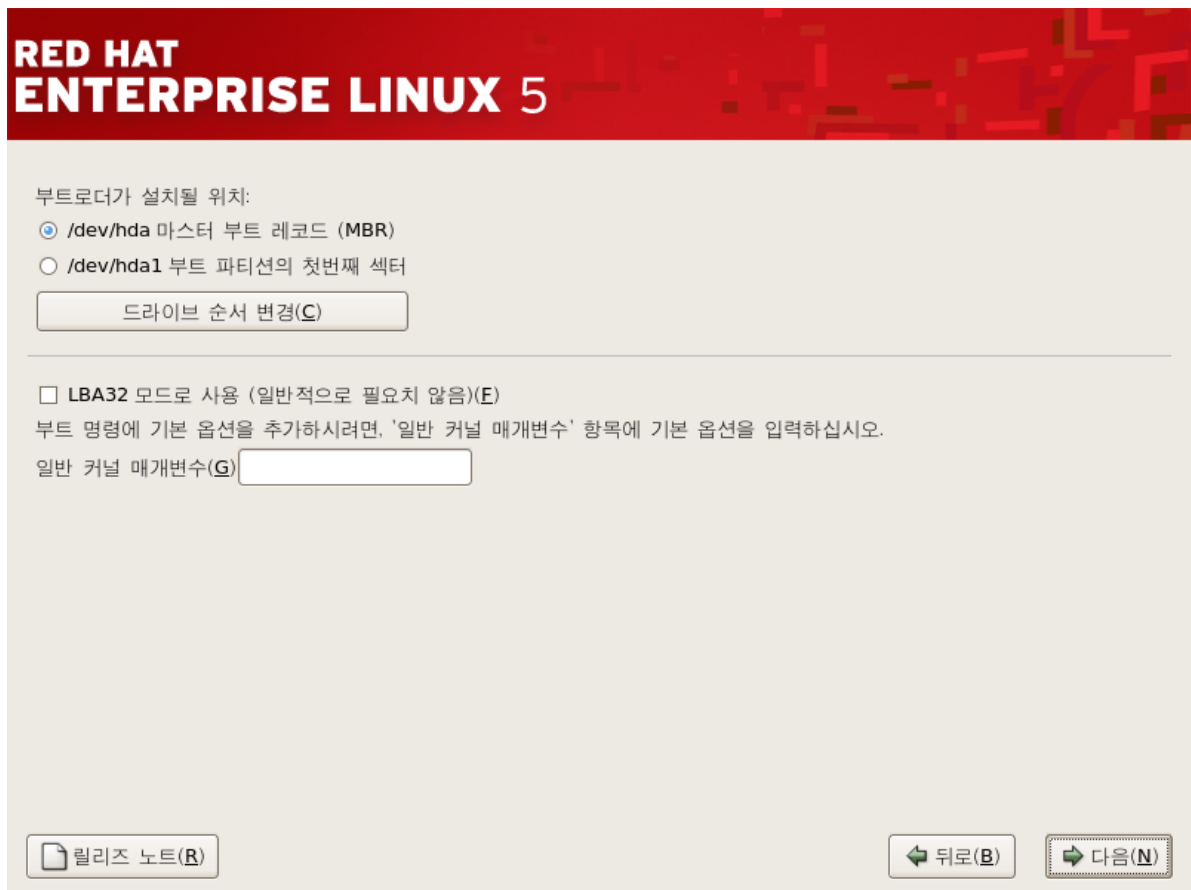 RED HAT
ENTERPRISE LINUX 5
부트로더가 설치될 위치:
/dev/hda 마스터 부트 레코드 (MBR)
/dev/hda1 부트 파티션의 첫번째 섹터
드라이브 순서 변경(C)
LBA32 모드로 사용 (일반적으로 필요치 않음)(F)
부트 명령에 기본 옵션을 추가하시려면, '일반 커널 매개변수' 항목에 기본 옵션을 입력하십시오.
일반 커널 매개변수(G)
릴리즈 노트(R) 뒤로(B) 다음(N)